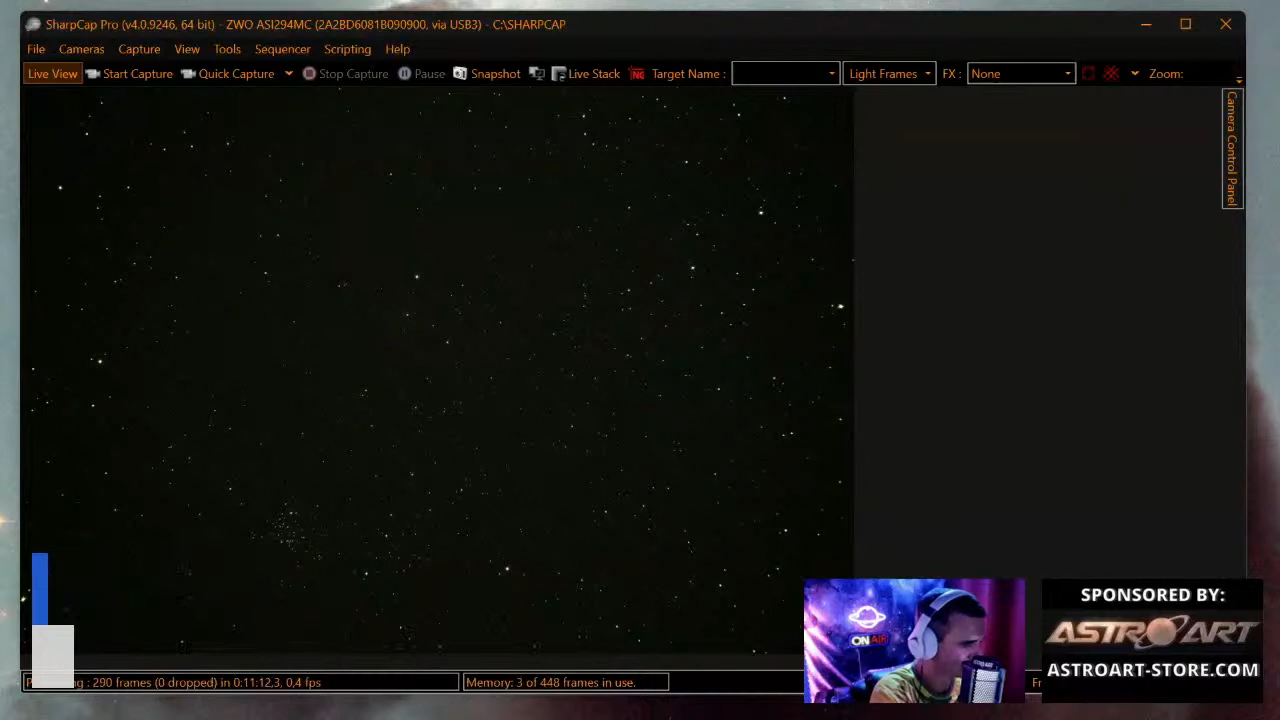 SharpCap Pro (v4.0.9246, 64 bit) - ZWO ASI294MC (2A2BD6081B090900, via USB3) - C:\SHARPCAP
File Cameras Capture View Tools Sequencer Scripting Help
Live View Start Capture Quick Capture Stop Capture Pause Snapshot Live Stack NG Target Name : Light Frames FX : None Zoom:
Camera Control Panel
ON AIR
SPONSORED BY:
ASTROART
ASTROART-STORE.COM
: 290 frames (0 dropped) in 0:11:12,3, 0,4 fps Memory: 3 of 448 frames in use.